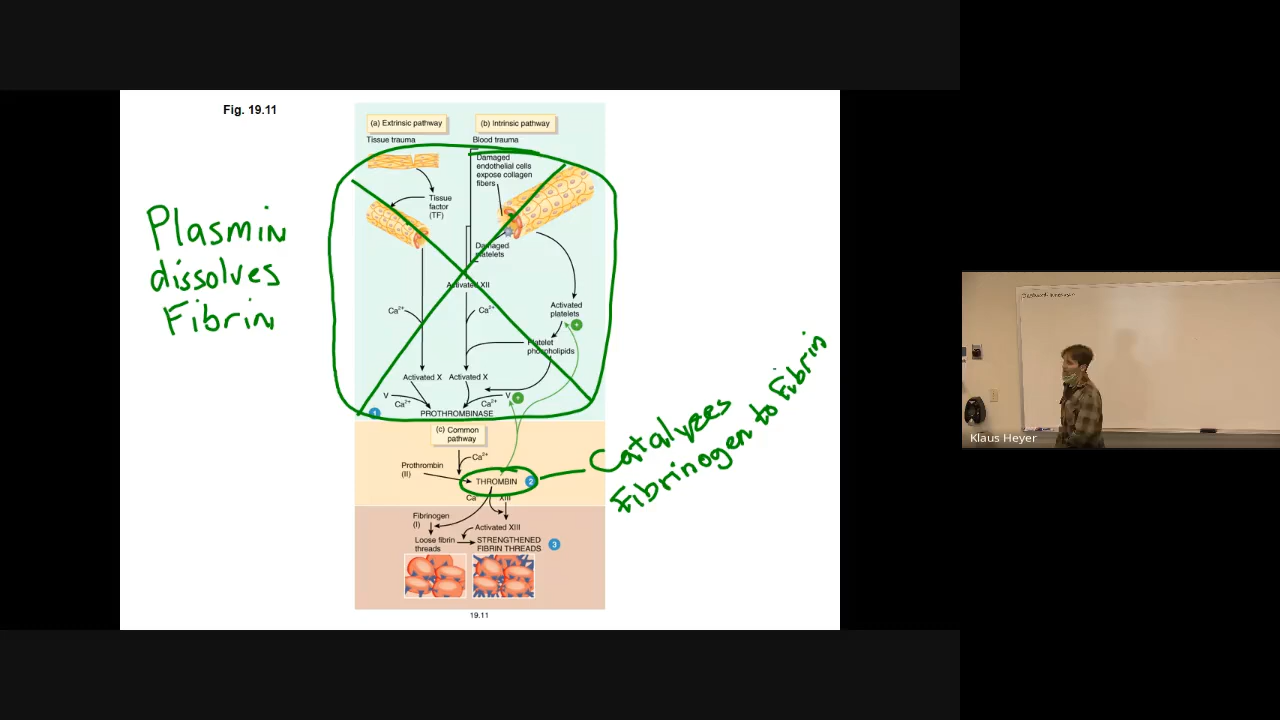 Fig. 19.11
(a) Extrinsic pathway
Tissue trauma
Tissue
factor
(TF)
Ca2+
Activated X
V
Ca2+
(b) Intrinsic pathway
Blood trauma
Damaged
endothelial cells
expose collagen
fibers
Damaged
platelets
Activated XII
Ca2+
Activated
platelets
+
Platelet
phospholipids
Activated X
Ca2+
V
+
1
PROTHROMBINASE
(c) Common
pathway
Ca2+
Prothrombin
(II)
THROMBIN
2
Ca
XIII
Fibrinogen
(I)
Activated XIII
Loose fibrin
threads
STRENGTHENED
FIBRIN THREADS
3
19.11
Plasmin
dissolves
Fibrin
Catalyzes
Fibrinogen to Fibrin
Klaus Heyer